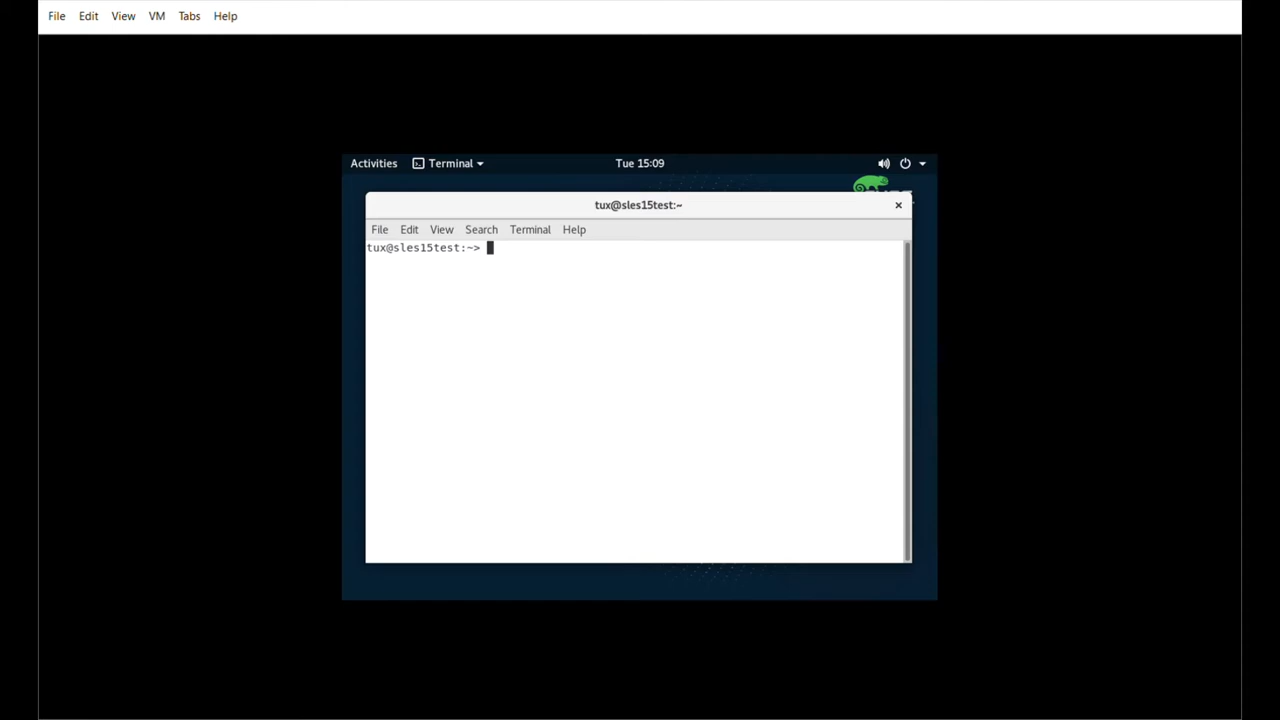 File Edit View VM Tabs Help
Activities Terminal Tue 15:09
tux@sles15test:~
File Edit View Search Terminal Help
tux@sles15test:~>